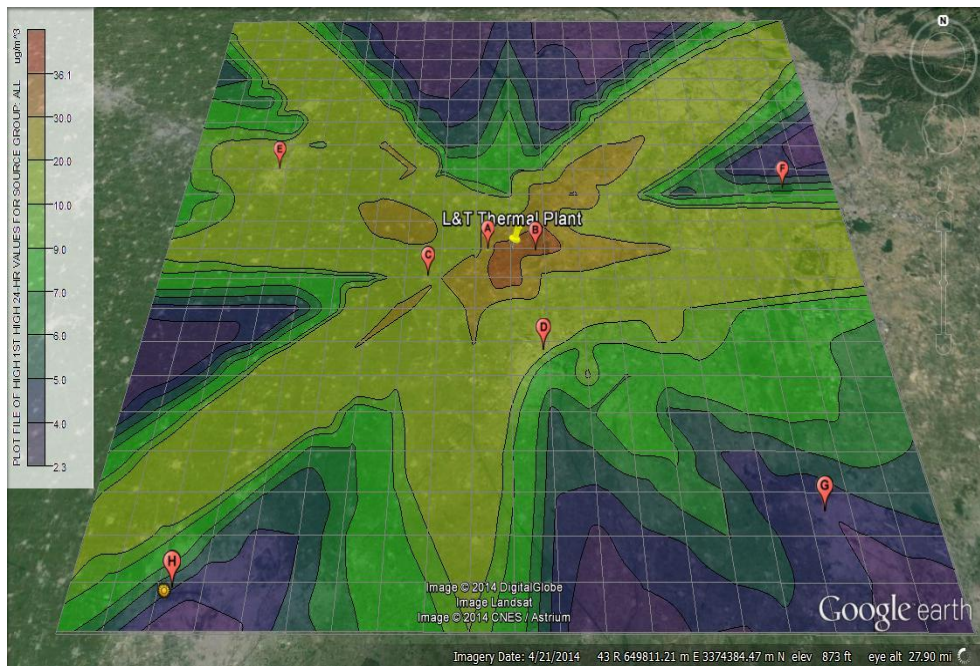 N
ug/m^3
PLOT FILE OF HIGH 1ST HIGH 24-HR VALUES FOR SOURCE GROUP: ALL
36.1
30.0
20.0
10.0
9.0
7.0
6.0
5.0
4.0
2.3
E
F
L&T Thermal Plant
A
B
C
D
G
H
Image © 2014 DigitalGlobe
Image Landsat
Image © 2014 CNES / Astrium
Google earth
Imagery Date: 4/21/2014 43 R 649811.21 m E 3374384.47 m N elev 873 ft eye alt 27.90 mi